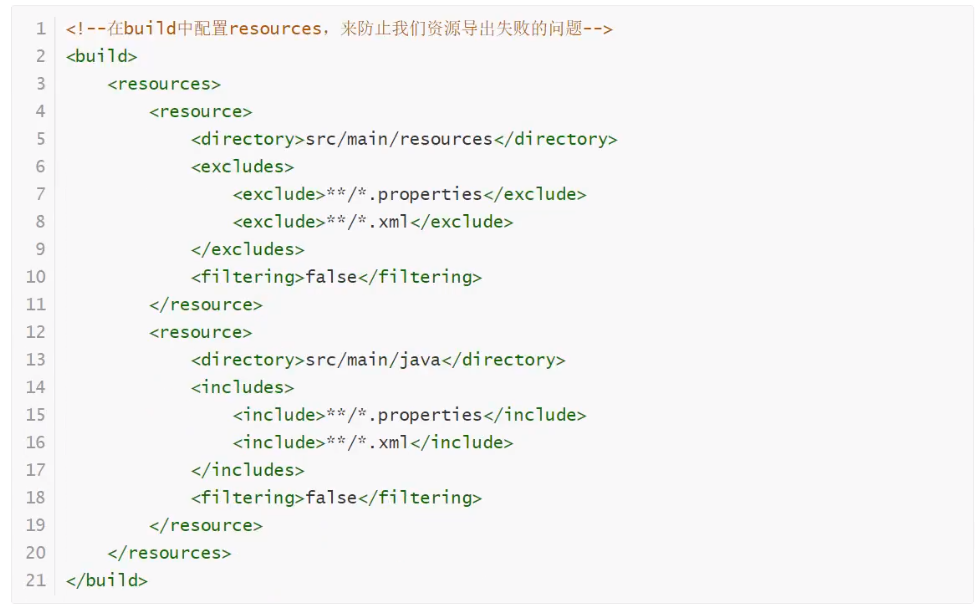 1 <!--在build中配置resources，来防止我们资源导出失败的问题-->
2 <build>
3     <resources>
4         <resource>
5             <directory>src/main/resources</directory>
6             <excludes>
7                 <exclude>**/*.properties</exclude>
8                 <exclude>**/*.xml</exclude>
9             </excludes>
10             <filtering>false</filtering>
11         </resource>
12         <resource>
13             <directory>src/main/java</directory>
14             <includes>
15                 <include>**/*.properties</include>
16                 <include>**/*.xml</include>
17             </includes>
18             <filtering>false</filtering>
19         </resource>
20     </resources>
21 </build>